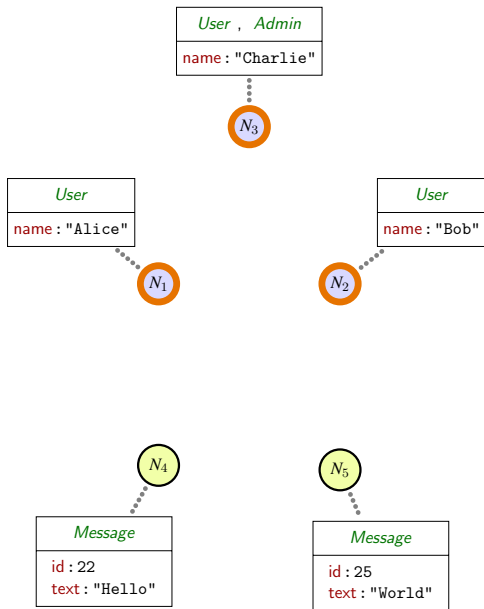 User , Admin
name : "Charlie"
N3
User
name : "Alice"
User
name : "Bob"
N1
N2
N4
N5
Message
id : 22
text : "Hello"
Message
id : 25
text : "World"